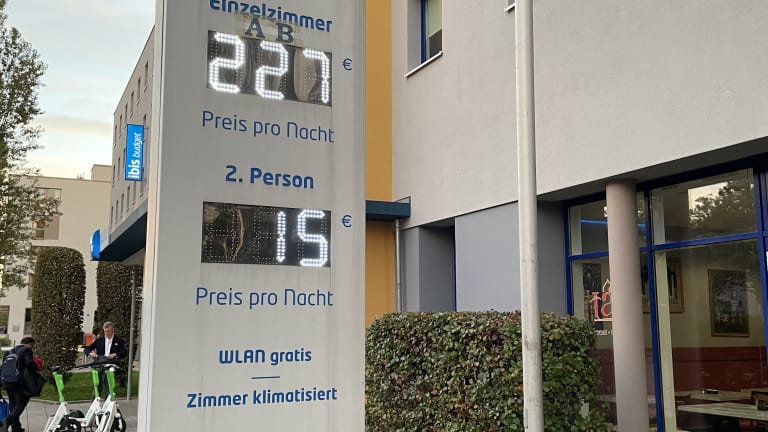 Einzelzimmer
AB
227 €
Preis pro Nacht
2. Person
15 €
Preis pro Nacht
WLAN gratis
Zimmer klimatisiert
ibis budget